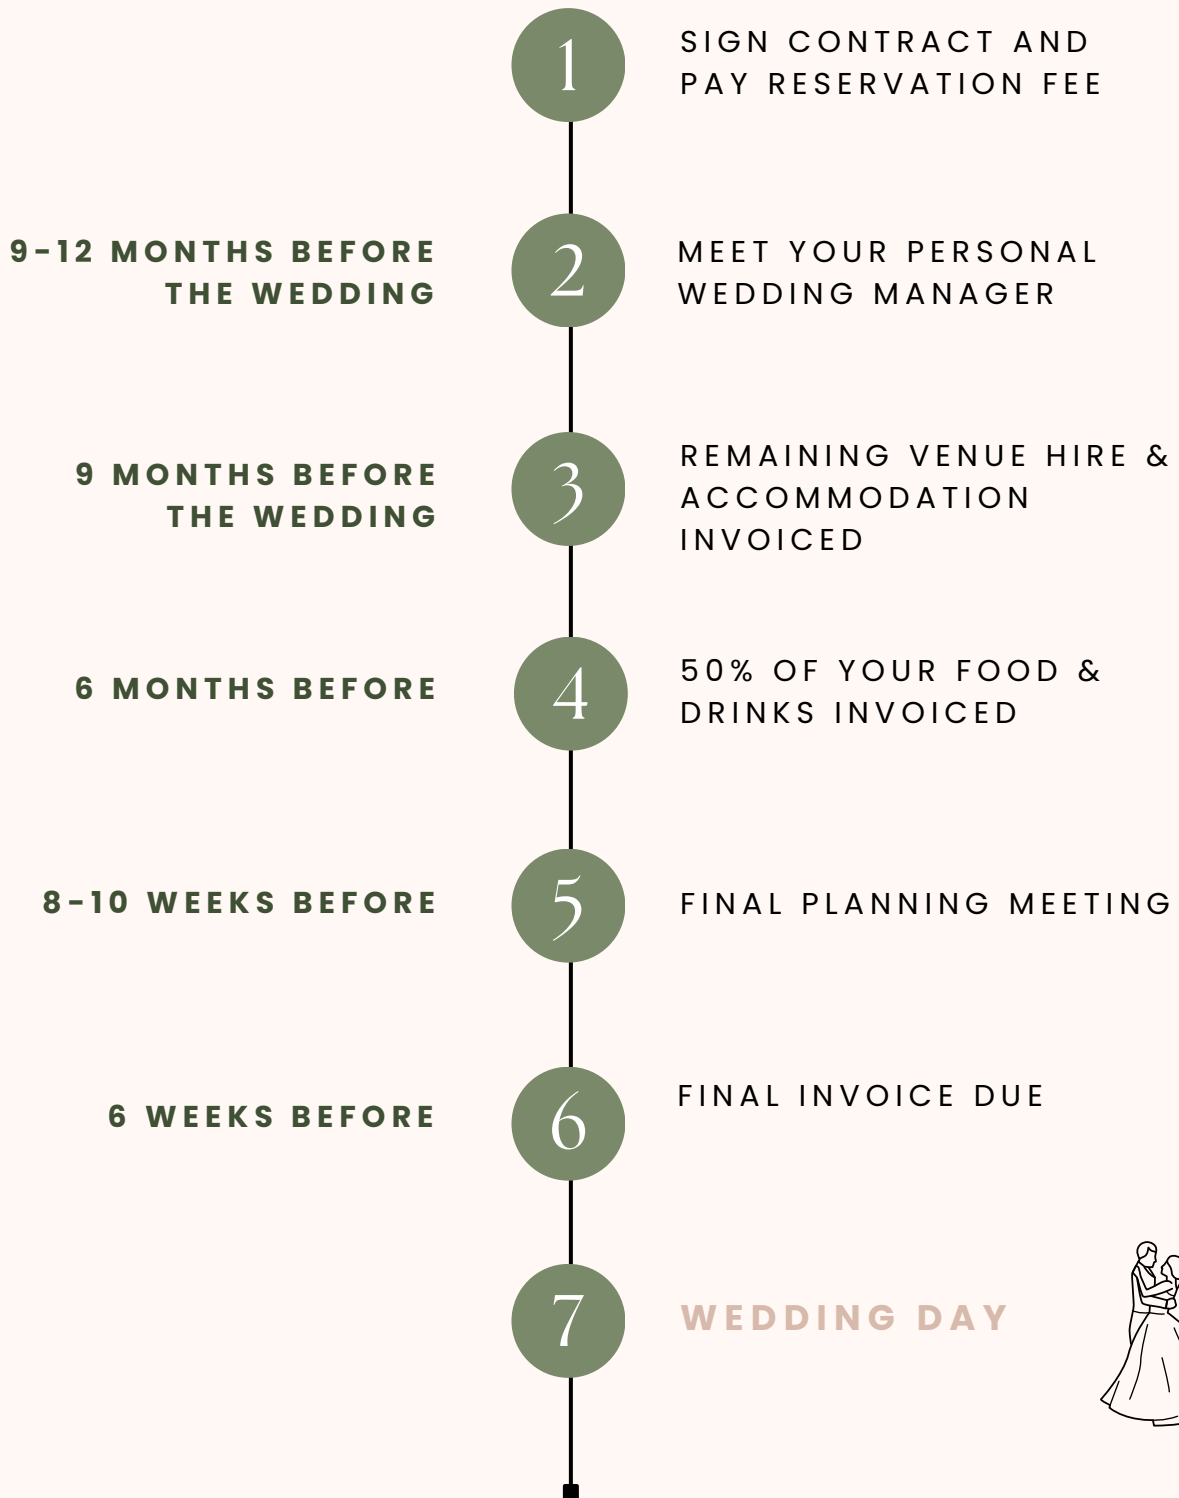 1
SIGN CONTRACT AND
PAY RESERVATION FEE
9-12 MONTHS BEFORE
THE WEDDING
2
MEET YOUR PERSONAL
WEDDING MANAGER
9 MONTHS BEFORE
THE WEDDING
3
REMAINING VENUE HIRE &
ACCOMMODATION
INVOICED
6 MONTHS BEFORE
4
50% OF YOUR FOOD &
DRINKS INVOICED
8-10 WEEKS BEFORE
5
FINAL PLANNING MEETING
6 WEEKS BEFORE
6
FINAL INVOICE DUE
7
WEDDING DAY